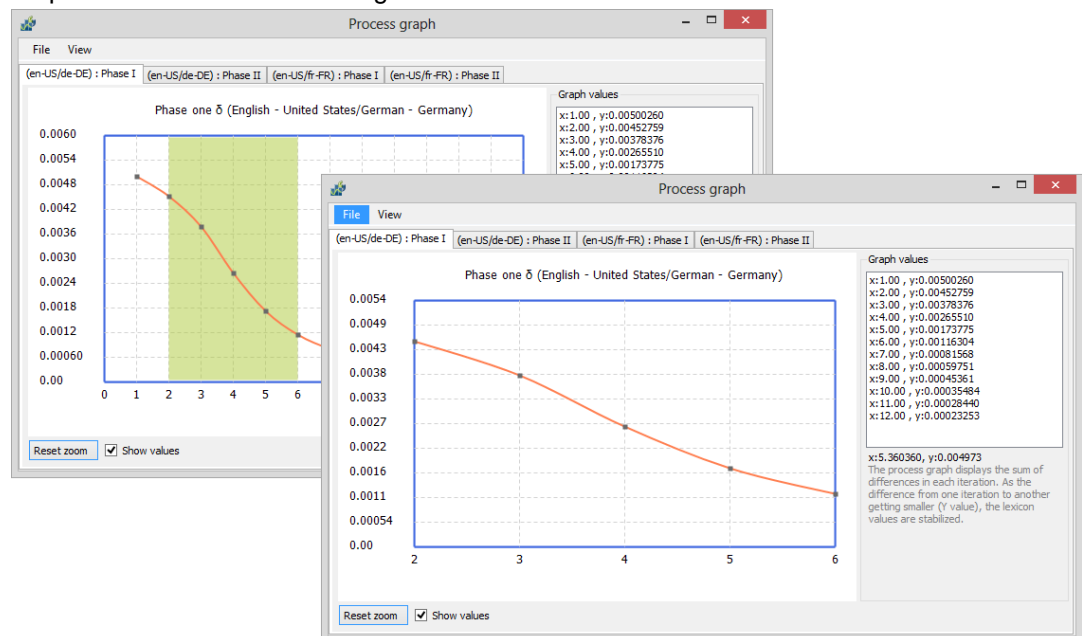 Process graph
File View
(en-US/de-DE) : Phase I (en-US/de-DE) : Phase II (en-US/fr-FR) : Phase I (en-US/fr-FR) : Phase II
Phase one δ (English - United States/German - Germany)
0.0060
0.0054
0.0048
0.0042
0.0036
0.0030
0.0024
0.0018
0.0012
0.00060
0.00
0 1 2 3 4 5 6
Graph values
x:1.00 , y:0.00500260
x:2.00 , y:0.00452759
x:3.00 , y:0.00378376
x:4.00 , y:0.00265510
x:5.00 , y:0.00173775
Reset zoom Show values
Process graph
File View
(en-US/de-DE) : Phase I (en-US/de-DE) : Phase II (en-US/fr-FR) : Phase I (en-US/fr-FR) : Phase II
Phase one δ (English - United States/German - Germany)
0.0054
0.0049
0.0043
0.0038
0.0033
0.0027
0.0022
0.0016
0.0011
0.00054
0.00
2 3 4 5 6
Graph values
x:1.00 , y:0.00500260
x:2.00 , y:0.00452759
x:3.00 , y:0.00378376
x:4.00 , y:0.00265510
x:5.00 , y:0.00173775
x:6.00 , y:0.00116304
x:7.00 , y:0.00081568
x:8.00 , y:0.00059751
x:9.00 , y:0.00045361
x:10.00 , y:0.00035484
x:11.00 , y:0.00028440
x:12.00 , y:0.00023253
x:5.360360, y:0.004973
The process graph displays the sum of
differences in each iteration. As the
difference from one iteration to another
getting smaller (Y value), the lexicon
values are stabilized.
Reset zoom Show values